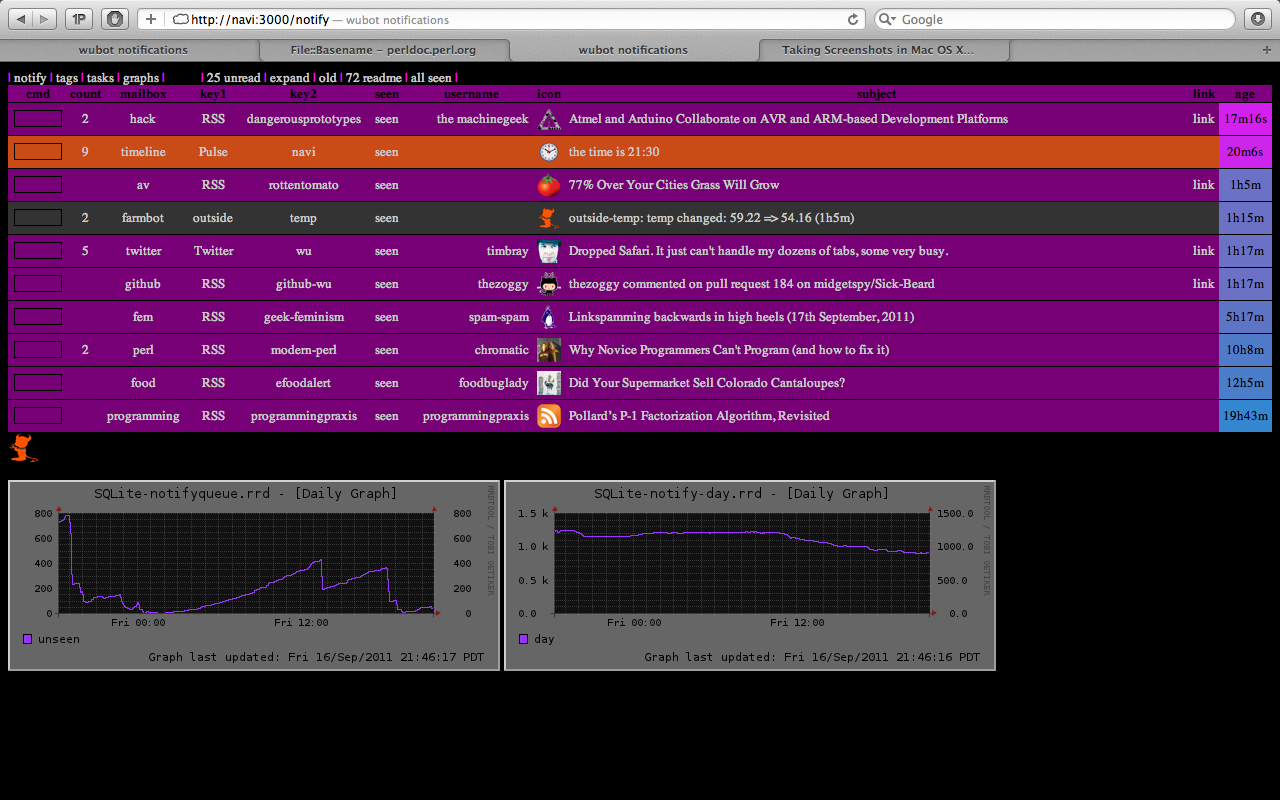 1P + http://navi:3000/notify — wubot notifications Google
wubot notifications File::Basename - perldoc.perl.org wubot notifications Taking Screenshots in Mac OS X... +
| notify | tags | tasks | graphs | | 25 unread | expand | old | 72 readme | all seen |
cmd count mailbox key1 key2 seen username icon subject link age
2 hack RSS dangerousprototypes the machinegeek Atmel and Arduino Collaborate on AVR and ARM-based Development Platforms link 17m16s
9 timeline Pulse navi seen the time is 21:30 20m6s
av RSS rottentomato seen 77% Over Your Cities Grass Will Grow link 1h5m
2 farmbot outside temp seen outside-temp: temp changed: 59.22 => 54.16 (1h5m) 1h15m
5 twitter Twitter wu seen timbray Dropped Safari. It just can't handle my dozens of tabs, some very busy. link 1h17m
github RSS github-wu seen thezoggy thezoggy commented on pull request 184 on midgetspy/Sick-Beard link 1h17m
fem RSS geek-feminism seen spam-spam Linkspamming backwards in high heels (17th September, 2011) 5h17m
2 perl RSS modern-perl seen chromatic Why Novice Programmers Can't Program (and how to fix it) 10h8m
food RSS efoodalert seen foodbuglady Did Your Supermarket Sell Colorado Cantaloupes? 12h5m
programming RSS programmingpraxis seen programmingpraxis Pollard's P-1 Factorization Algorithm, Revisited 19h43m
SQLite-notifyqueue.rrd - [Daily Graph]
RRDTOOL / TOBI OETIKER
800 800
600 600
400 400
200 200
0 0
Fri 00:00 Fri 12:00
unseen
Graph last updated: Fri 16/Sep/2011 21:46:17 PDT
SQLite-notify-day.rrd - [Daily Graph]
RRDTOOL / TOBI OETIKER
1.5 k 1500.0
1.0 k 1000.0
0.5 k 500.0
0.0 0.0
Fri 00:00 Fri 12:00
day
Graph last updated: Fri 16/Sep/2011 21:46:16 PDT